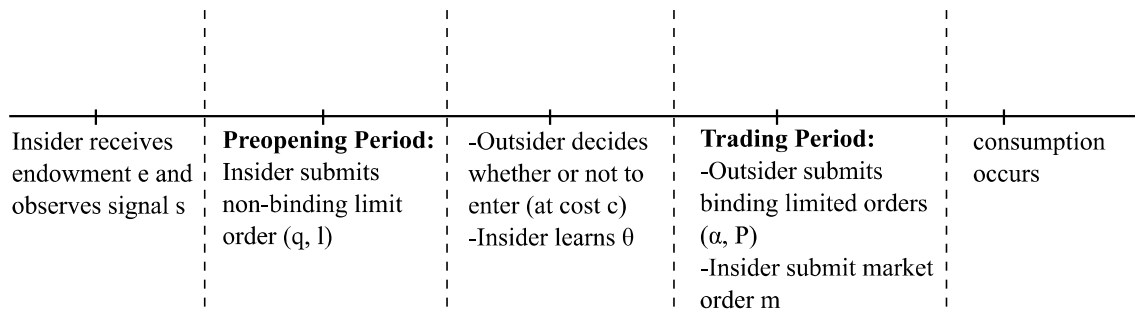 Insider receives
endowment e and
observes signal s
Preopening Period:
Insider submits
non-binding limit
order (q, l)
-Outsider decides
whether or not to
enter (at cost c)
-Insider learns θ
Trading Period:
-Outsider submits
binding limited orders
(α, P)
-Insider submit market
order m
consumption
occurs